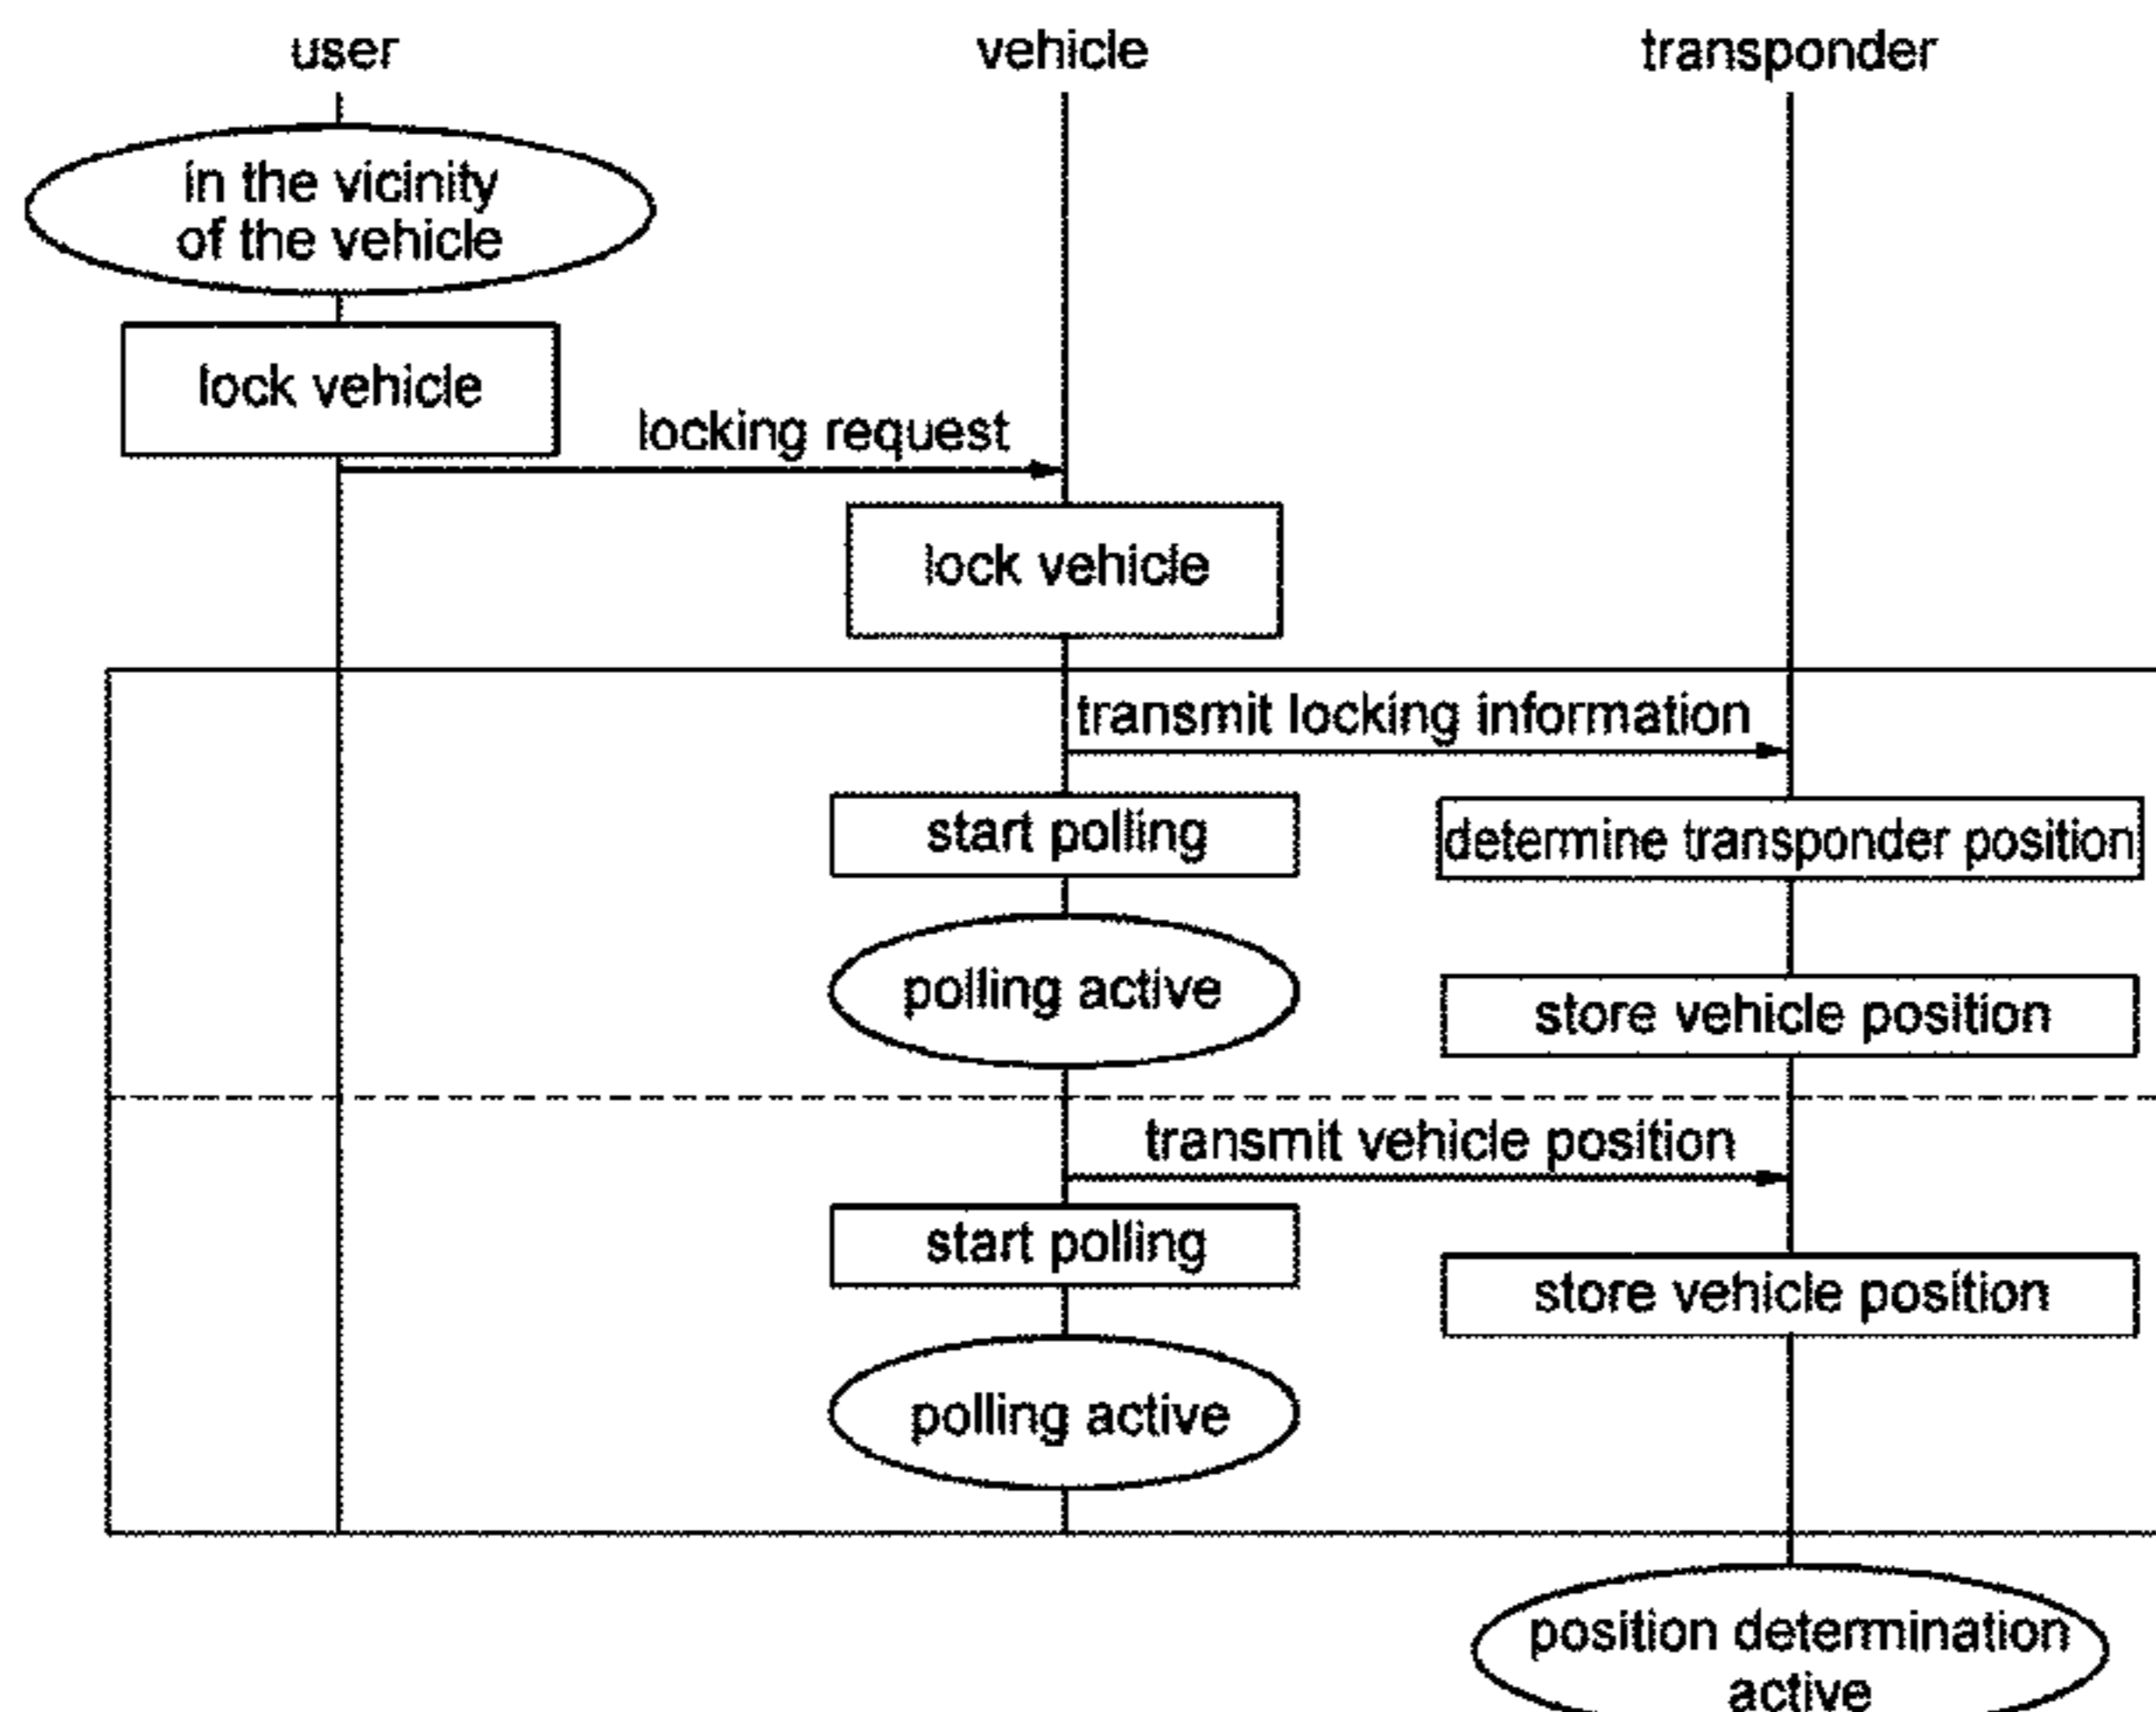 user
vehicle
transponder
in the vicinity
of the vehicle
lock vehicle
locking request
lock vehicle
transmit locking information
start polling
determine transponder position
polling active
store vehicle position
transmit vehicle position
start polling
store vehicle position
polling active
position determination
active